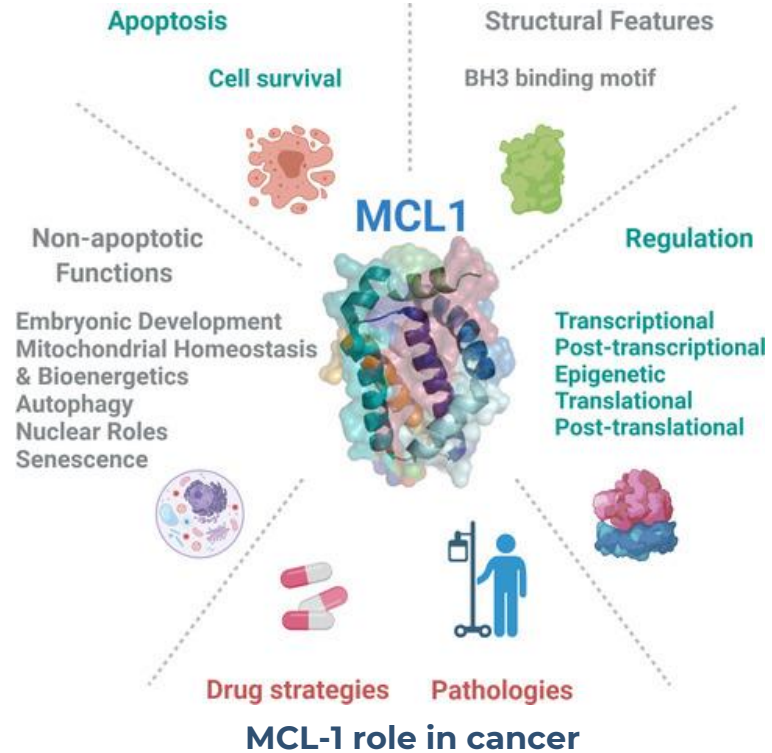 Apoptosis
Cell survival
Structural Features
BH3 binding motif
MCL1
Non-apoptotic
Functions
Embryonic Development
Mitochondrial Homeostasis
& Bioenergetics
Autophagy
Nuclear Roles
Senescence
Regulation
Transcriptional
Post-transcriptional
Epigenetic
Translational
Post-translational
Drug strategies
Pathologies
MCL-1 role in cancer